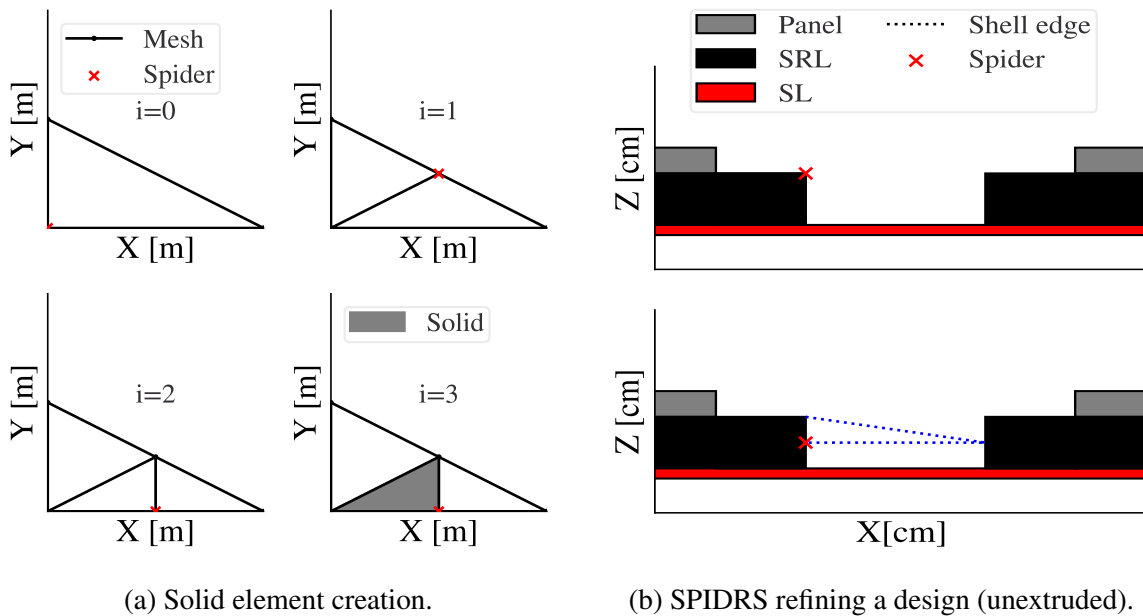 Mesh
Spider
i=0
Y [m]
X [m]
i=1
Y [m]
X [m]
i=2
Y [m]
X [m]
Solid
i=3
Y [m]
X [m]
(a) Solid element creation.
Panel
SRL
SL
Shell edge
Spider
Z [cm]
Z [cm]
X[cm]
(b) SPIDRS refining a design (unextruded).